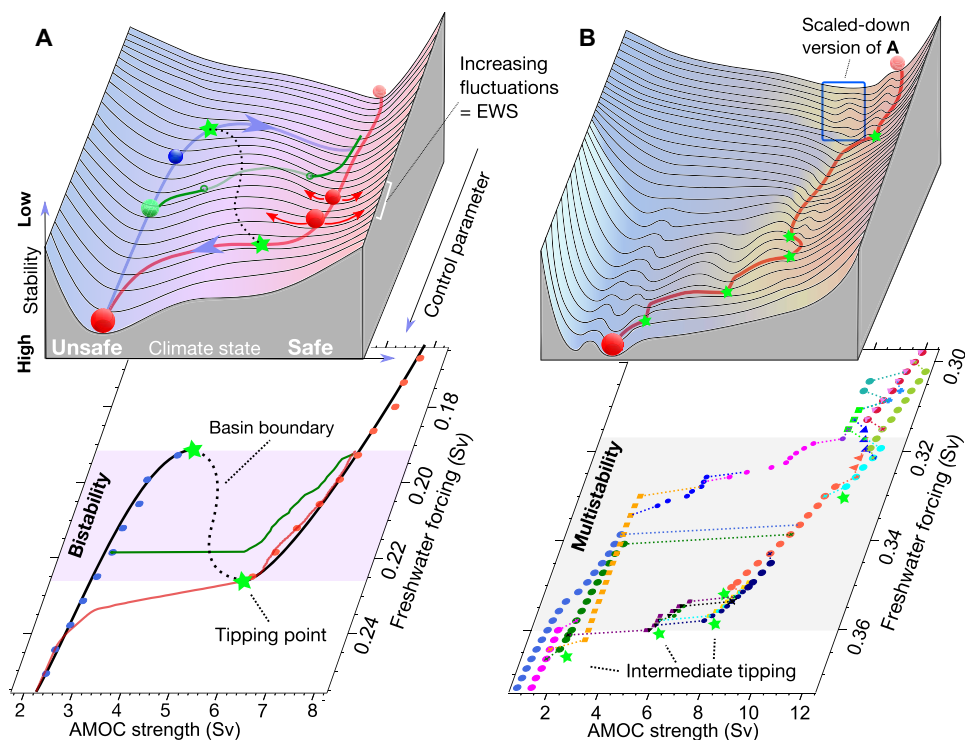 A
B
Scaled-down
version of A
Increasing
fluctuations
= EWS
Low
Stability
High
Control parameter
Unsafe
Climate state
Safe
Basin boundary
Bistability
Tipping point
0.18
0.20
0.22
0.24
Freshwater forcing (Sv)
2
3
4
5
6
7
8
AMOC strength (Sv)
Multistability
Intermediate tipping
0.30
0.32
0.34
0.36
Freshwater forcing (Sv)
2
4
6
8
10
12
AMOC strength (Sv)